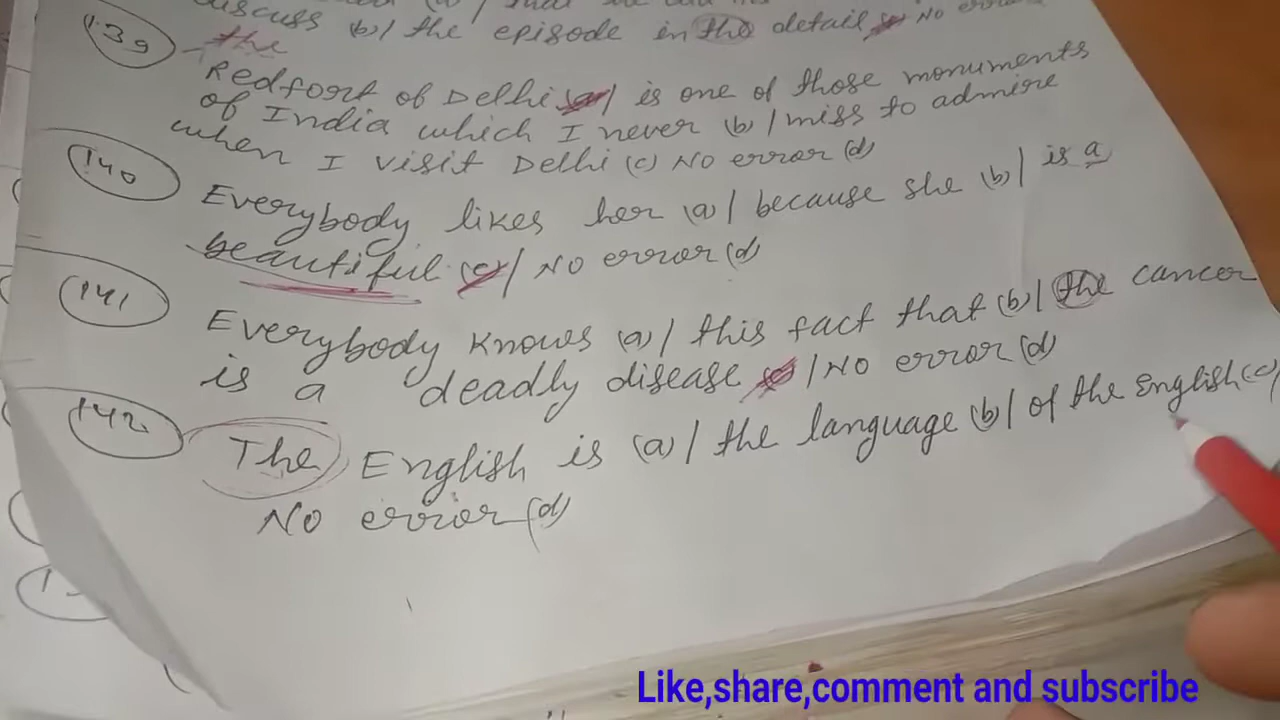 discuss (b)/ the episode in the detail / No error
139 the
Redfort of Delhi (a)/ is one of those monuments
of India which I never (b)/ miss to admire
when I visit Delhi (c) No error (d)
140 Everybody likes her (a)/ because she (b)/ is a
beautiful (c)/ No error (d)
141 Everybody knows (a)/ this fact that (b)/ the cancer
is a deadly disease (c)/ No error (d)
142 The English is (a)/ the language (b)/ of the English (c)/
No error (d)
Like,share,comment and subscribe